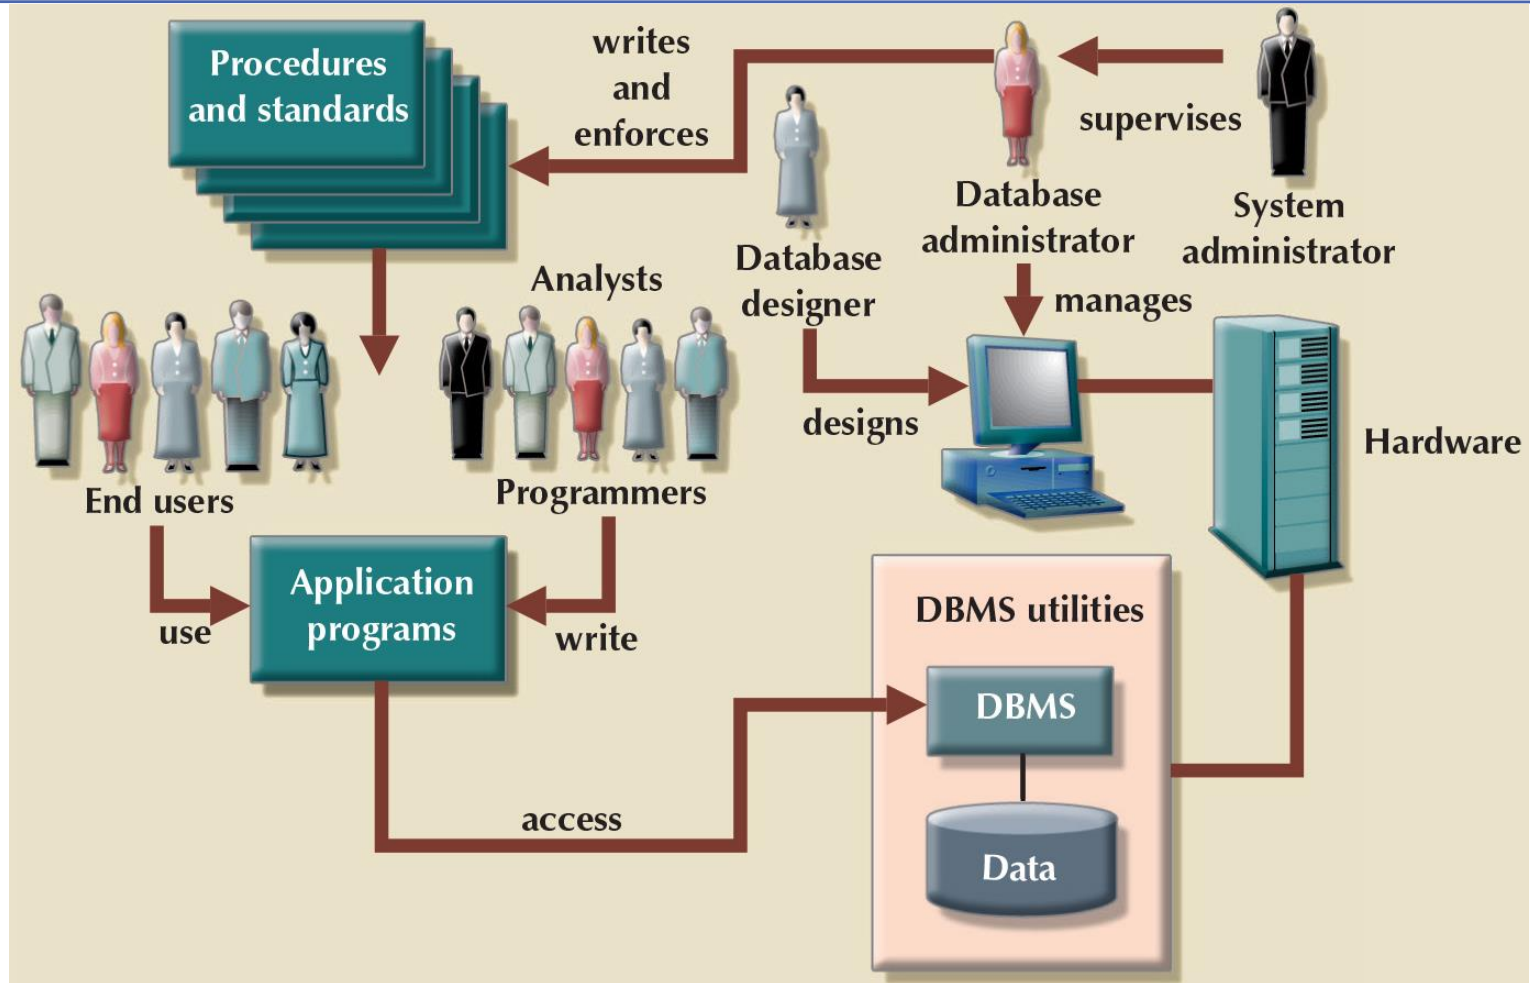 Procedures
and standards
writes
and
enforces
supervises
Database
administrator
System
administrator
Database
designer
manages
Analysts
designs
Hardware
End users
Programmers
Application
programs
use
write
DBMS utilities
DBMS
access
Data